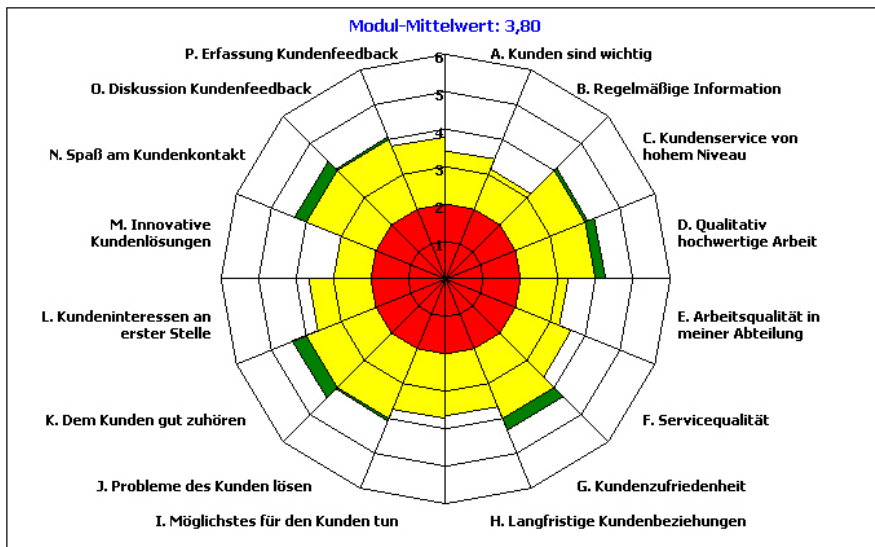 Modul-Mittelwert: 3,80
P. Erfassung Kundenfeedback
A. Kunden sind wichtig
O. Diskussion Kundenfeedback
B. Regelmäßige Information
N. Spaß am Kundenkontakt
C. Kundenservice von
hohem Niveau
M. Innovative
Kundenlösungen
D. Qualitativ
hochwertige Arbeit
L. Kundeninteressen an
erster Stelle
E. Arbeitsqualität in
meiner Abteilung
K. Dem Kunden gut zuhören
F. Servicequalität
J. Probleme des Kunden lösen
G. Kundenzufriedenheit
I. Möglichstes für den Kunden tun
H. Langfristige Kundenbeziehungen
6
5
4
3
2
1